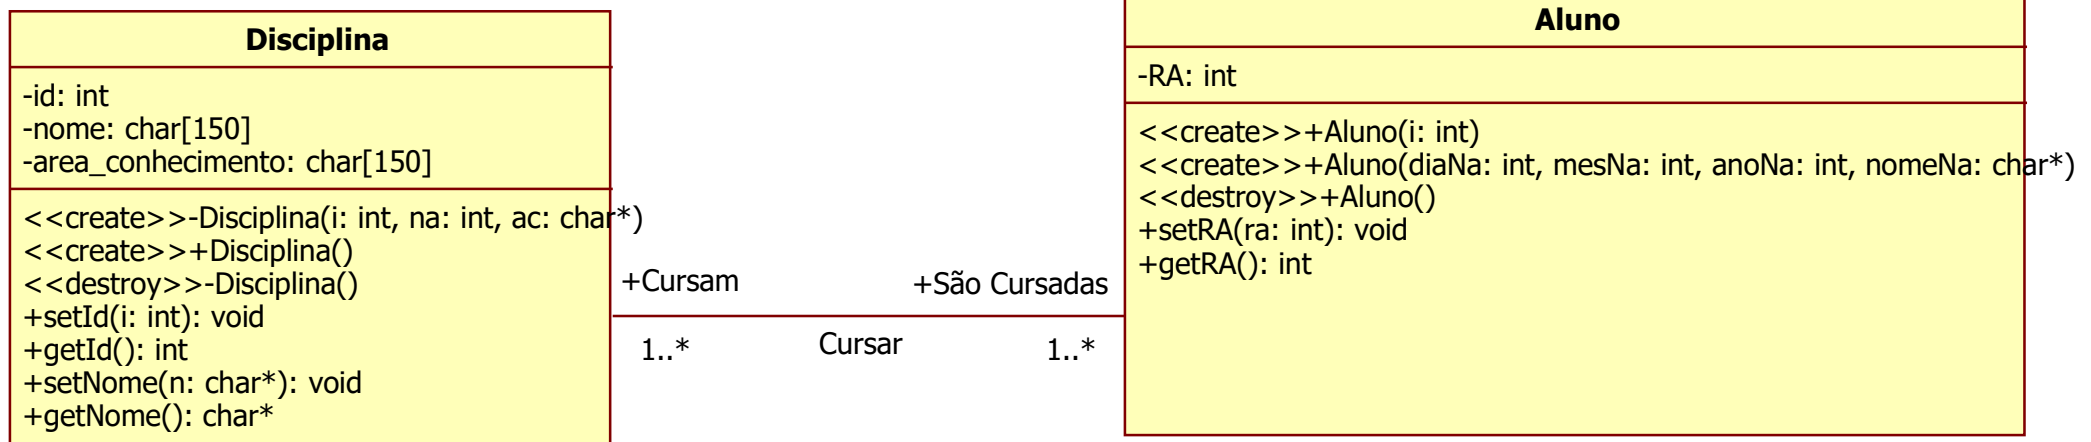 Disciplina
-id: int
-nome: char[150]
-area_conhecimento: char[150]
<<create>>-Disciplina(i: int, na: int, ac: char*)
<<create>>+Disciplina()
<<destroy>>-Disciplina()
+setId(i: int): void
+getId(): int
+setNome(n: char*): void
+getNome(): char*
+Cursam
+São Cursadas
1..*
Cursar
1..*
Aluno
-RA: int
<<create>>+Aluno(i: int)
<<create>>+Aluno(diaNa: int, mesNa: int, anoNa: int, nomeNa: char*)
<<destroy>>+Aluno()
+setRA(ra: int): void
+getRA(): int